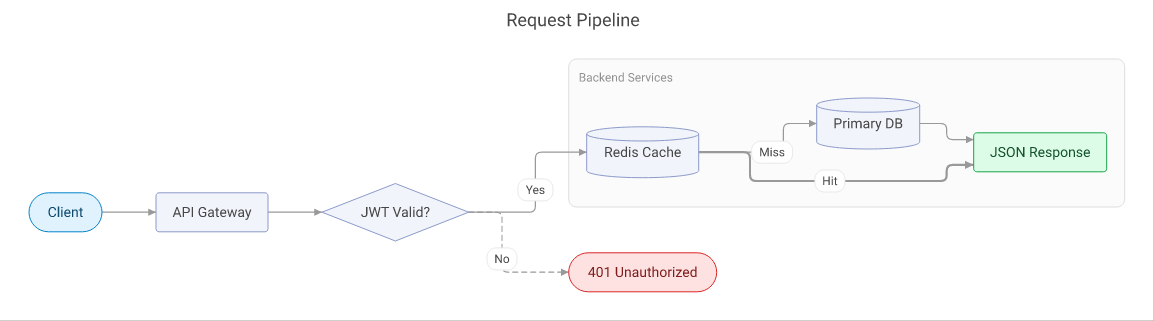 Request Pipeline
Backend Services
Primary DB
Redis Cache
Miss
JSON Response
Hit
Yes
Client
API Gateway
JWT Valid?
No
401 Unauthorized